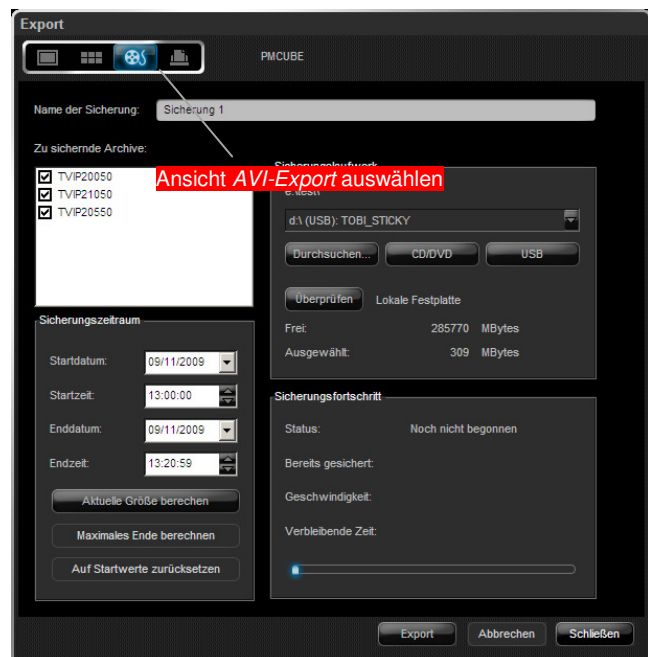 Export
PMCUBE
Name der Sicherung: Sicherung 1
Zu sichernde Archive:
TVIP20050
TVIP21050
TVIP20550
Ansicht AVI-Export auswählen
Sicherungslaufwerk
e:\test\
d:\ (USB): TOBI_STICKY
Durchsuchen... CD/DVD USB
Überprüfen Lokale Festplatte
Frei: 285770 MBytes
Ausgewählt: 309 MBytes
Sicherungszeitraum
Startdatum: 09/11/2009
Startzeit: 13:00:00
Enddatum: 09/11/2009
Endzeit: 13:20:59
Aktuelle Größe berechen
Maximales Ende berechnen
Auf Startwerte zurücksetzen
Sicherungsfortschritt
Status: Noch nicht begonnen
Bereits gesichert:
Geschwindigkeit:
Verbleibende Zeit:
Export Abbrechen Schließen